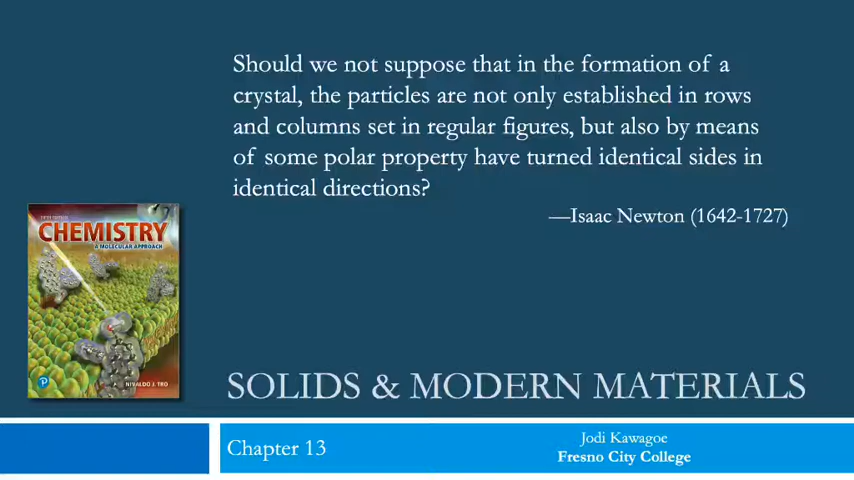 Should we not suppose that in the formation of a
crystal, the particles are not only established in rows
and columns set in regular figures, but also by means
of some polar property have turned identical sides in
identical directions?
—Isaac Newton (1642-1727)
FIFTH EDITION
CHEMISTRY
A MOLECULAR APPROACH
P
NIVALDO J. TRO
SOLIDS & MODERN MATERIALS
Chapter 13
Jodi Kawagoe
Fresno City College